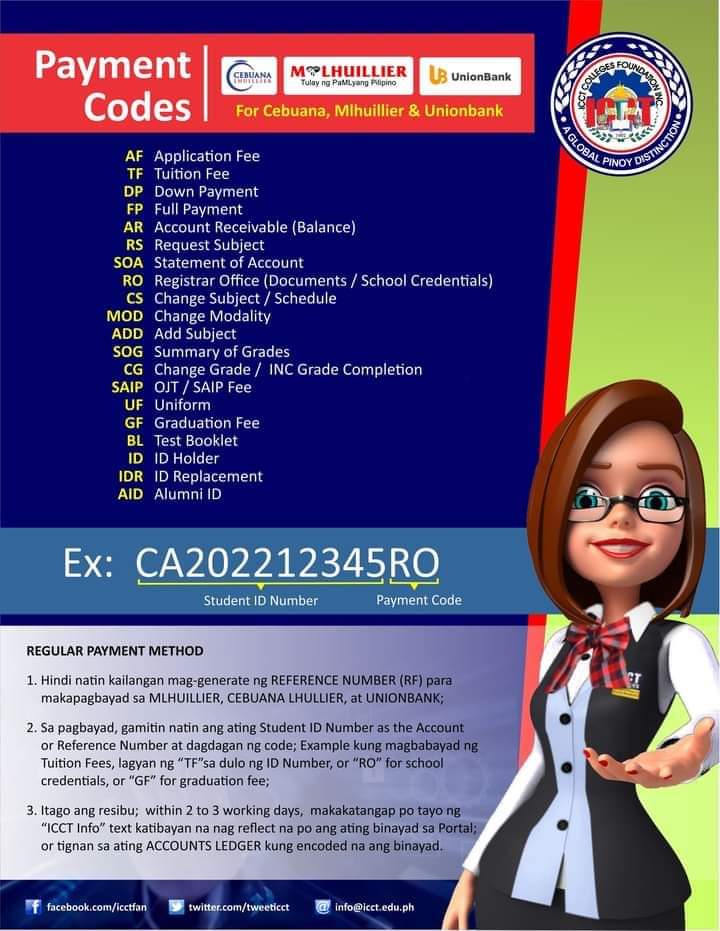 Payment
Codes
CEBUANA
LHUILLIER
MLHUILLIER
Tulay ng PaMLyang Pilipino
UB UnionBank
For Cebuana, Mlhuillier & Unionbank
ICCT COLLEGES FOUNDATION INC.
ICCT
A GLOBAL PINOY DISTINCTION
AF Application Fee
TF Tuition Fee
DP Down Payment
FP Full Payment
AR Account Receivable (Balance)
RS Request Subject
SOA Statement of Account
RO Registrar Office (Documents / School Credentials)
CS Change Subject / Schedule
MOD Change Modality
ADD Add Subject
SOG Summary of Grades
CG Change Grade / INC Grade Completion
SAIP OJT / SAIP Fee
UF Uniform
GF Graduation Fee
BL Test Booklet
ID ID Holder
IDR ID Replacement
AID Alumni ID
Ex: CA202212345RO
Student ID Number Payment Code
REGULAR PAYMENT METHOD
1. Hindi natin kailangan mag-generate ng REFERENCE NUMBER (RF) para
makapagbayad sa MLHUILLIER, CEBUANA LHULLIER, at UNIONBANK;
2. Sa pagbayad, gamitin natin ang ating Student ID Number as the Account
or Reference Number at dagdagan ng code; Example kung magbabayad ng
Tuition Fees, lagyan ng “TF”sa dulo ng ID Number, or “RO” for school
credentials, or “GF” for graduation fee;
3. Itago ang resibu; within 2 to 3 working days, makakatangap po tayo ng
“ICCT Info” text katibayan na nag reflect na po ang ating binayad sa Portal;
or tignan sa ating ACCOUNTS LEDGER kung encoded na ang binayad.
facebook.com/icctfan
twitter.com/tweeticct
info@icct.edu.ph